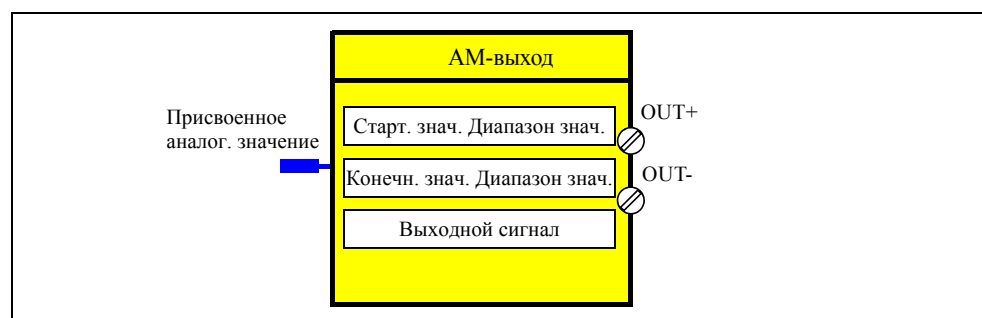 АМ-выход
Присвоенное
аналог. значение
Старт. знач. Диапазон знач.
OUT+
Конечн. знач. Диапазон знач.
OUT-
Выходной сигнал